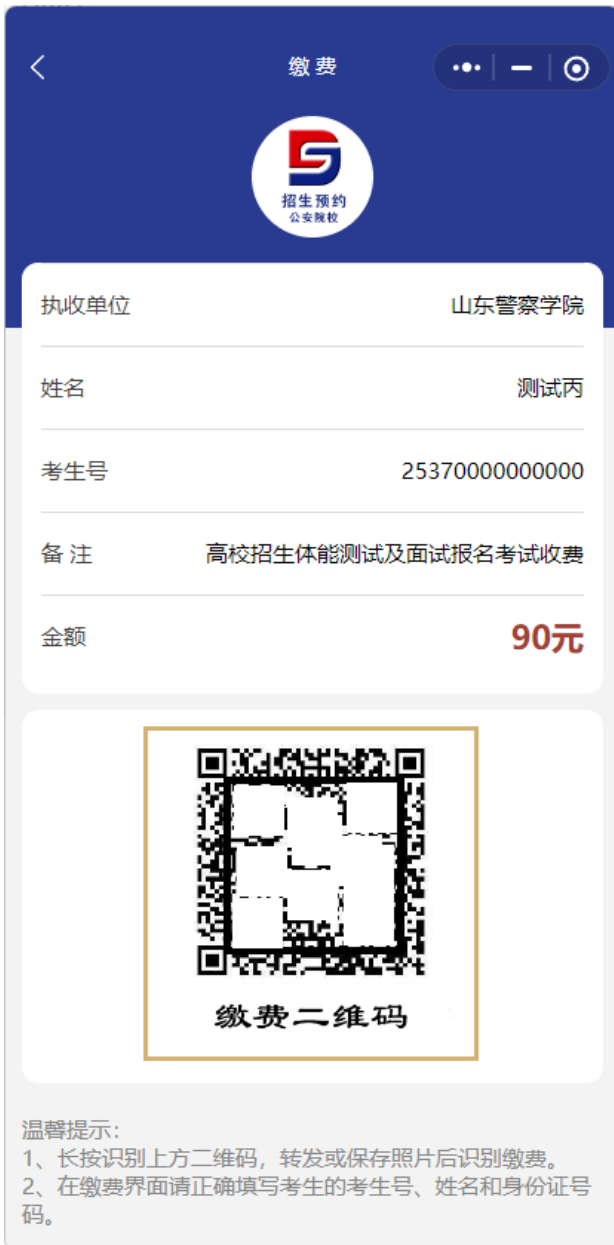 缴费
招生预约
公安院校
执收单位 山东警察学院
姓名 测试丙
考生号 25370000000000
备 注 高校招生体能测试及面试报名考试收费
金额 90元
缴费二维码
温馨提示:
1、长按识别上方二维码，转发或保存照片后识别缴费。
2、在缴费界面请正确填写考生的考生号、姓名和身份证号
码。